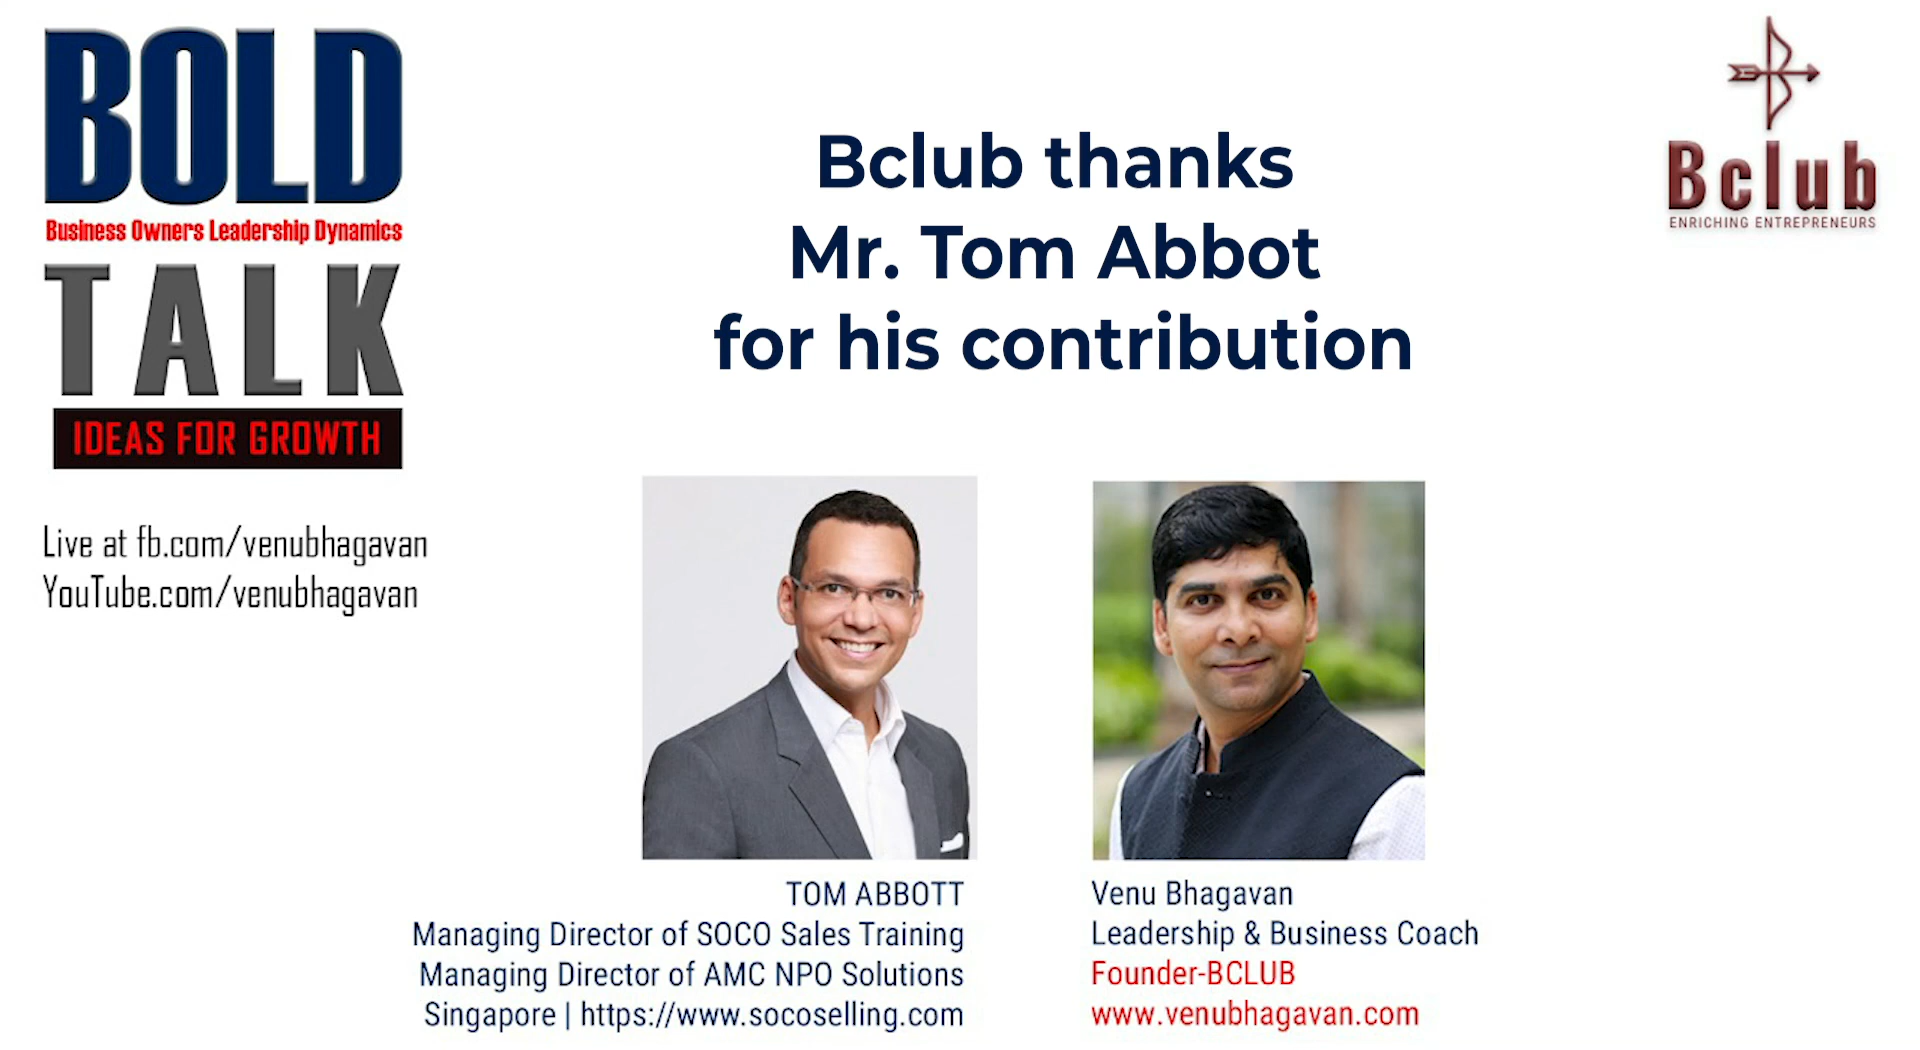 BOLD
Business Owners Leadership Dynamics
TALK
IDEAS FOR GROWTH
Live at fb.com/venubhagavan
YouTube.com/venubhagavan
Bclub thanks
Mr. Tom Abbot
for his contribution
Bclub
ENRICHING ENTREPRENEURS
TOM ABBOTT
Managing Director of SOCO Sales Training
Managing Director of AMC NPO Solutions
Singapore | https://www.socoselling.com
Venu Bhagavan
Leadership & Business Coach
Founder-BCLUB
www.venubhagavan.com